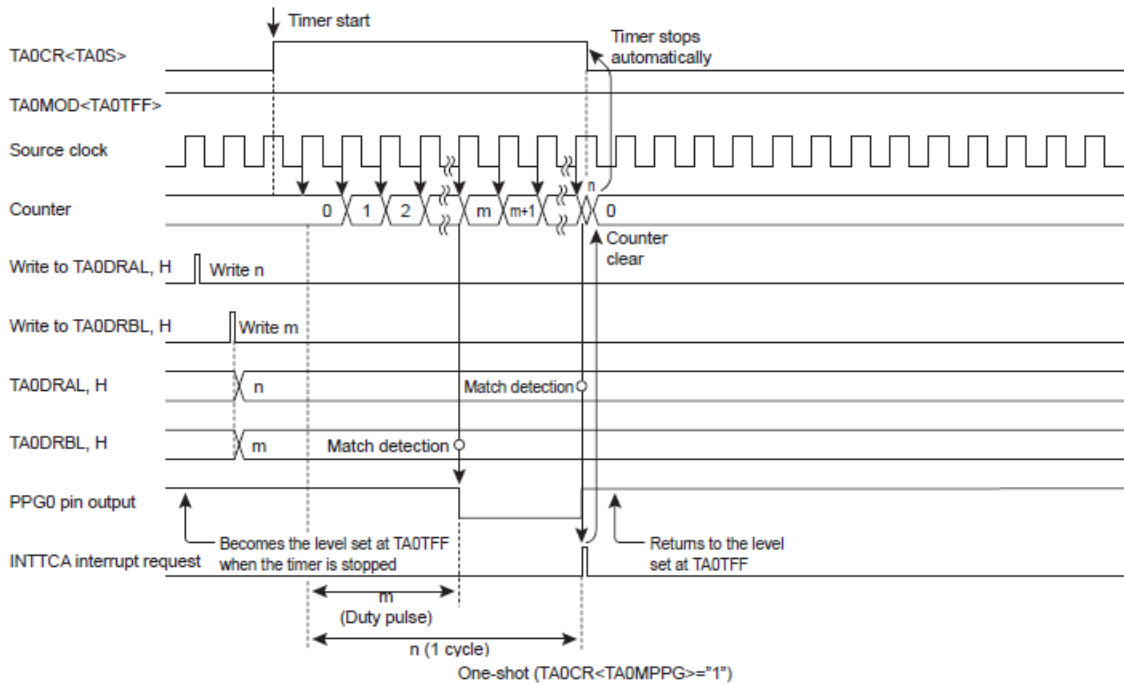 Timer start
TA0CR<TA0S>
Timer stops
automatically
TA0MOD<TA0TFF>
Source clock
n
Counter
0 1 2 m m+1 0
Counter
clear
Write to TA0DRAL, H
Write n
Write to TA0DRBL, H
Write m
TA0DRAL, H
n
Match detection
TA0DRBL, H
m
Match detection
PPG0 pin output
Becomes the level set at TA0TFF
when the timer is stopped
Returns to the level
set at TA0TFF
INTTCA interrupt request
m
(Duty pulse)
n (1 cycle)
One-shot (TA0CR<TA0MPPG>="1")